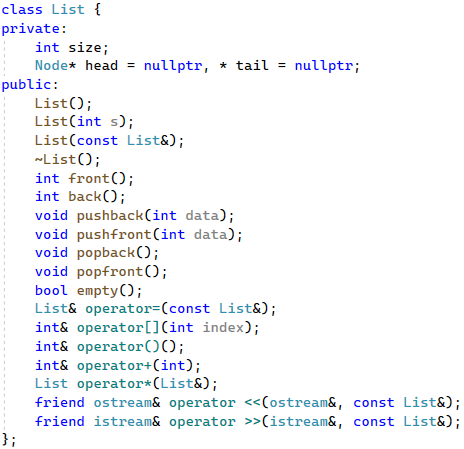 class List {
private:
    int size;
    Node* head = nullptr, * tail = nullptr;
public:
    List();
    List(int s);
    List(const List&);
    ~List();
    int front();
    int back();
    void pushback(int data);
    void pushfront(int data);
    void popback();
    void popfront();
    bool empty();
    List& operator=(const List&);
    int& operator[](int index);
    int& operator()();
    int& operator+(int);
    List operator*(List&);
    friend ostream& operator <<(ostream&, const List&);
    friend istream& operator >>(istream&, const List&);
};